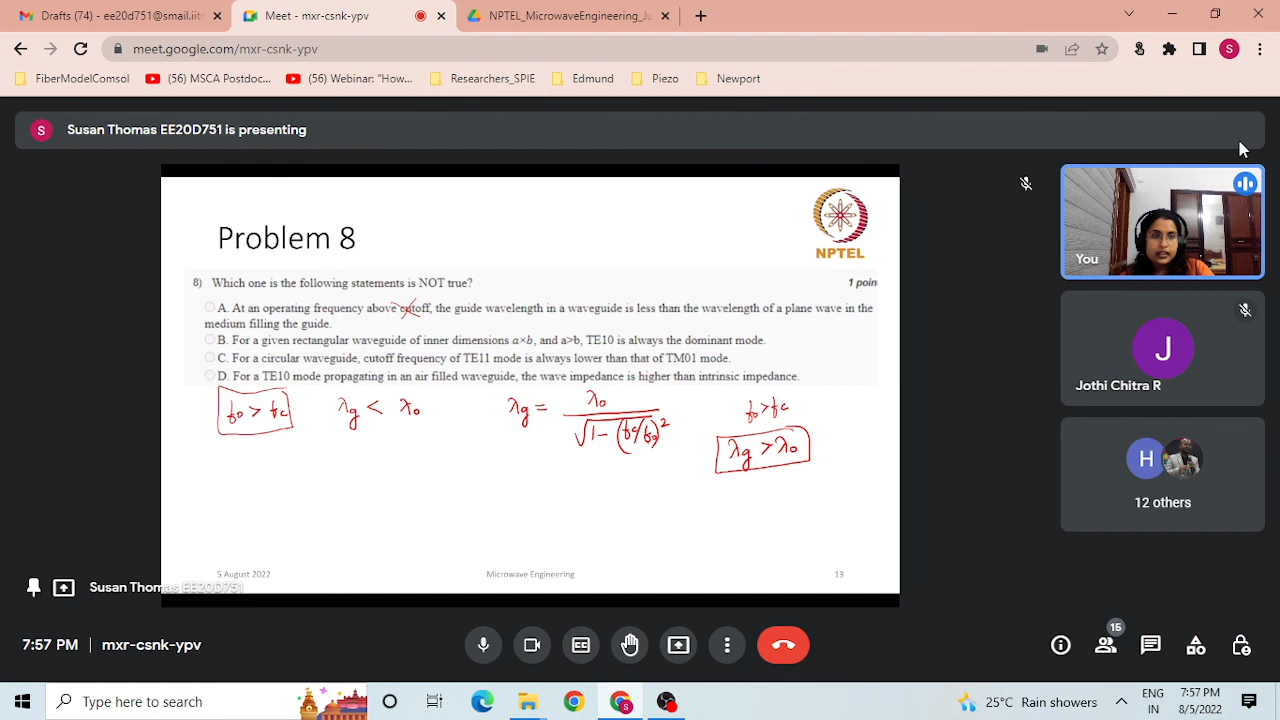 Drafts (74) - ee20d751@smail.iitr
Meet - mxr-csnk-ypv
NPTEL_MicrowaveEngineering_Ju
meet.google.com/mxr-csnk-ypv
S
FiberModelComsol
(56) MSCA Postdoc...
(56) Webinar: "How...
Researchers_SPIE
Edmund
Piezo
Newport
S
Susan Thomas EE20D751 is presenting
Problem 8
NPTEL
8) Which one is the following statements is NOT true?
1 poin
A. At an operating frequency above cutoff, the guide wavelength in a waveguide is less than the wavelength of a plane wave in the
medium filling the guide.
B. For a given rectangular waveguide of inner dimensions a×b, and a>b, TE10 is always the dominant mode.
C. For a circular waveguide, cutoff frequency of TE11 mode is always lower than that of TM01 mode.
D. For a TE10 mode propagating in an air filled waveguide, the wave impedance is higher than intrinsic impedance.
f₀ > fc
λg < λ₀
λg = λ₀ / √1 - (fc/f₀)²
f₀ > fc
λg > λ₀
5 August 2022
Microwave Engineering
13
Susan Thomas EE20D751
You
J
Jothi Chitra R
H
12 others
7:57 PM | mxr-csnk-ypv
CC
15
Type here to search
25°C Rain showers
ENG
IN
7:57 PM
8/5/2022